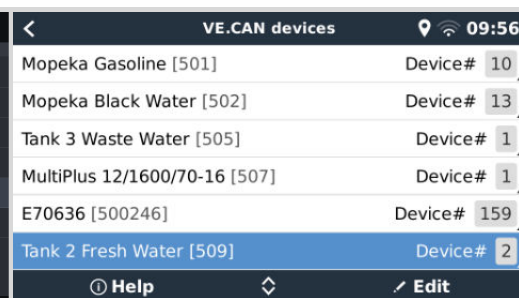 VE.CAN devices 09:56
Mopeka Gasoline [501] Device# 10
Mopeka Black Water [502] Device# 13
Tank 3 Waste Water [505] Device# 1
MultiPlus 12/1600/70-16 [507] Device# 1
E70636 [500246] Device# 159
Tank 2 Fresh Water [509] Device# 2
Help Edit